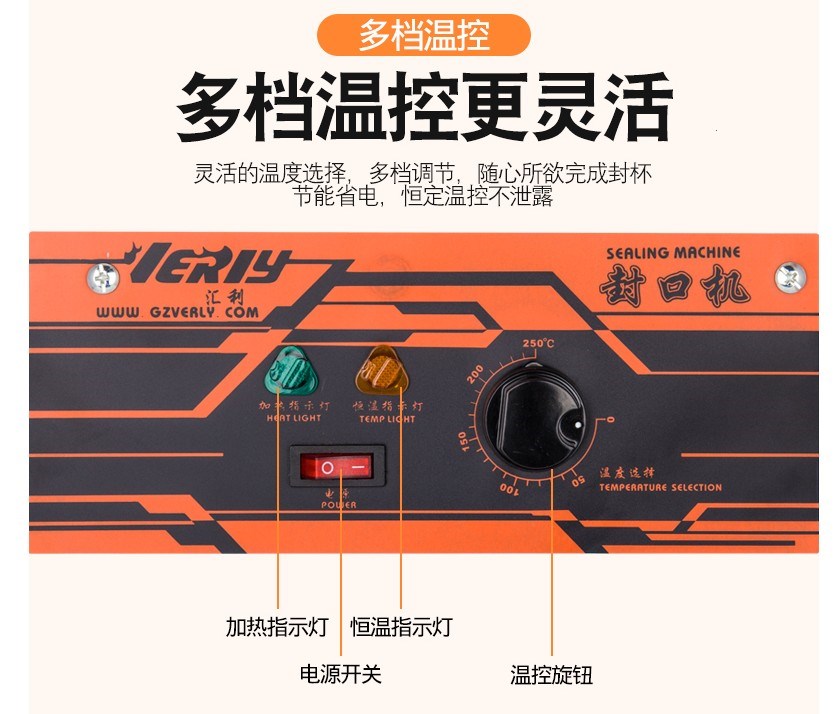 多档温控
多档温控更灵活
灵活的温度选择，多档调节，随心所欲完成封杯
节能省电，恒定温控不泄露
VERLY
汇利
WWW.GZVERLY.COM
SEALING MACHINE
封口机
加热指示灯
HEAT LIGHT
恒温指示灯
TEMP LIGHT
电源
POWER
250℃
200
150
100
50
0
温度选择
TEMPERATURE SELECTION
加热指示灯
恒温指示灯
电源开关
温控旋钮